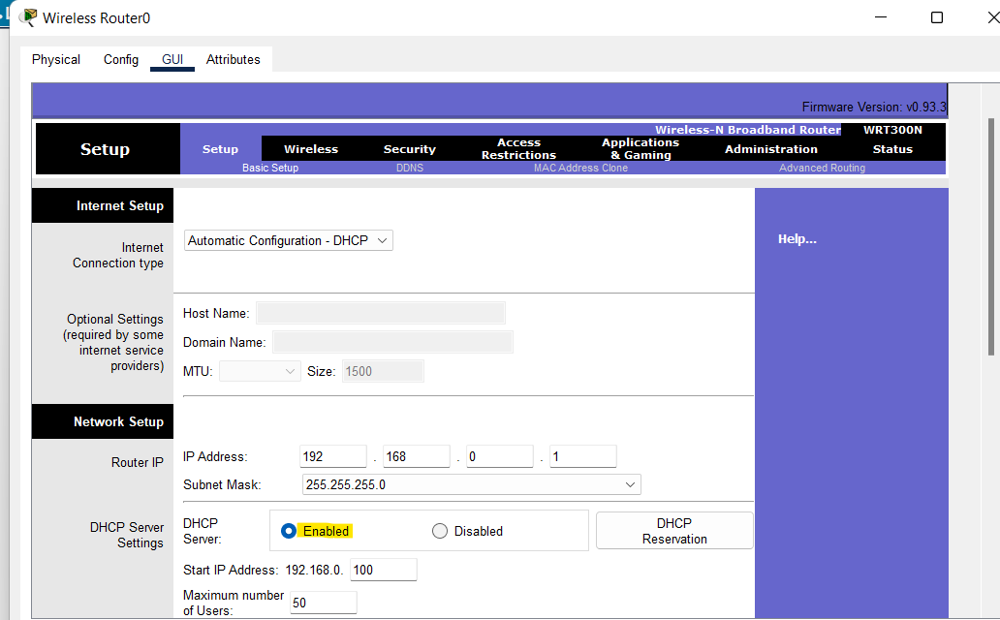 Wireless Router0
Physical Config GUI Attributes
Firmware Version: v0.93.3
Wireless-N Broadband Router WRT300N
Setup
Setup Wireless Security Access Restrictions Applications & Gaming Administration Status
Basic Setup DDNS MAC Address Clone Advanced Routing
Internet Setup
Internet
Connection type
Automatic Configuration - DHCP
Help...
Optional Settings
(required by some
internet service
providers)
Host Name:
Domain Name:
MTU: Size: 1500
Network Setup
Router IP
IP Address: 192 . 168 . 0 . 1
Subnet Mask: 255.255.255.0
DHCP Server
Settings
DHCP
Server:
Enabled Disabled
DHCP
Reservation
Start IP Address: 192.168.0. 100
Maximum number
of Users: 50